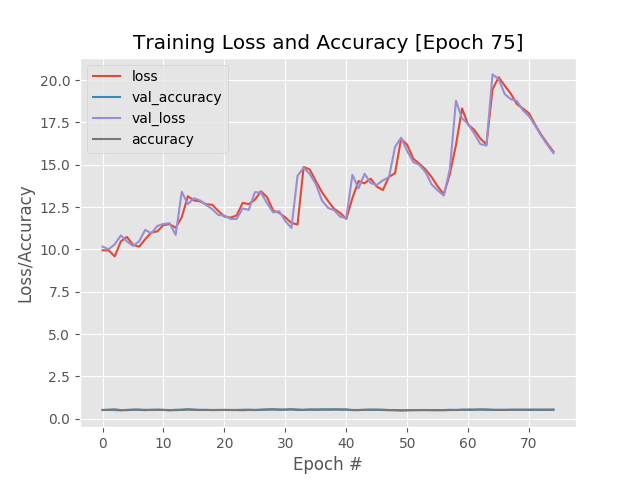 Training Loss and Accuracy [Epoch 75]
loss
val_accuracy
val_loss
accuracy
20.0
17.5
15.0
12.5
10.0
7.5
5.0
2.5
0.0
Loss/Accuracy
0 10 20 30 40 50 60 70
Epoch #